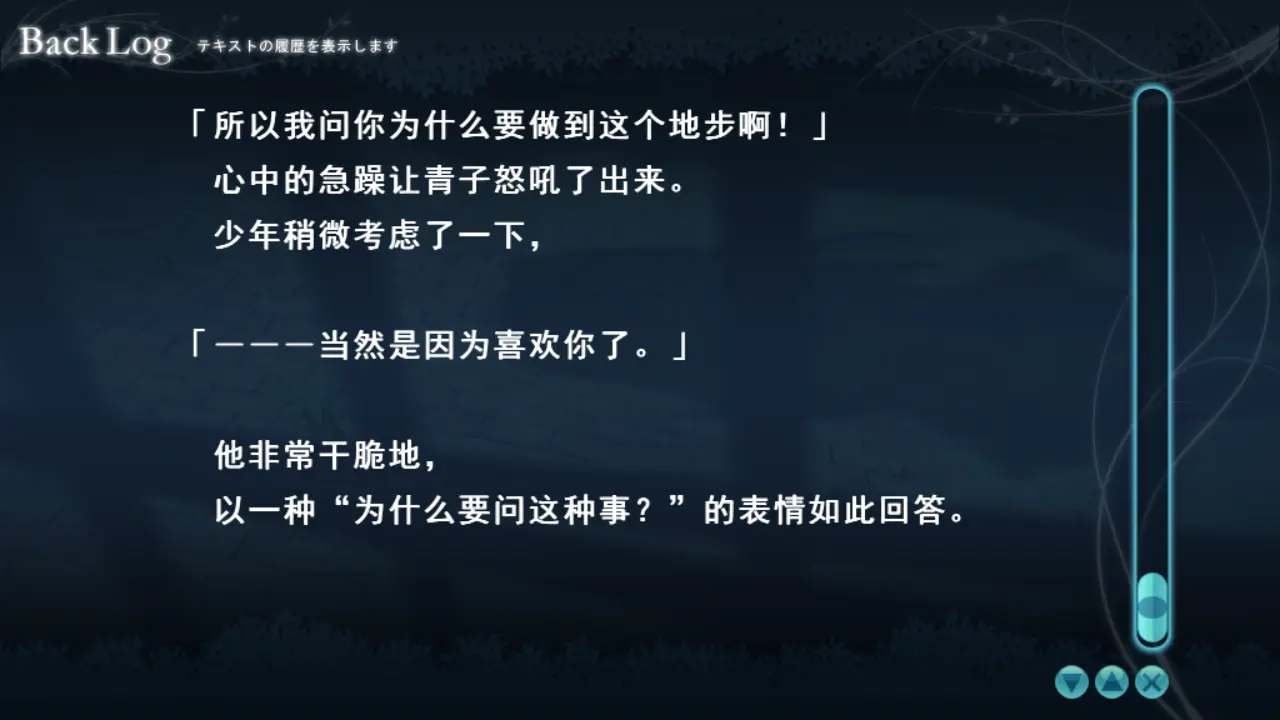 Back Log テキストの履歴を表示します
「所以我问你为什么要做到这个地步啊！」
心中的急躁让青子怒吼了出来。
少年稍微考虑了一下，
「———当然是因为喜欢你了。」
他非常干脆地，
以一种“为什么要问这种事？”的表情如此回答。